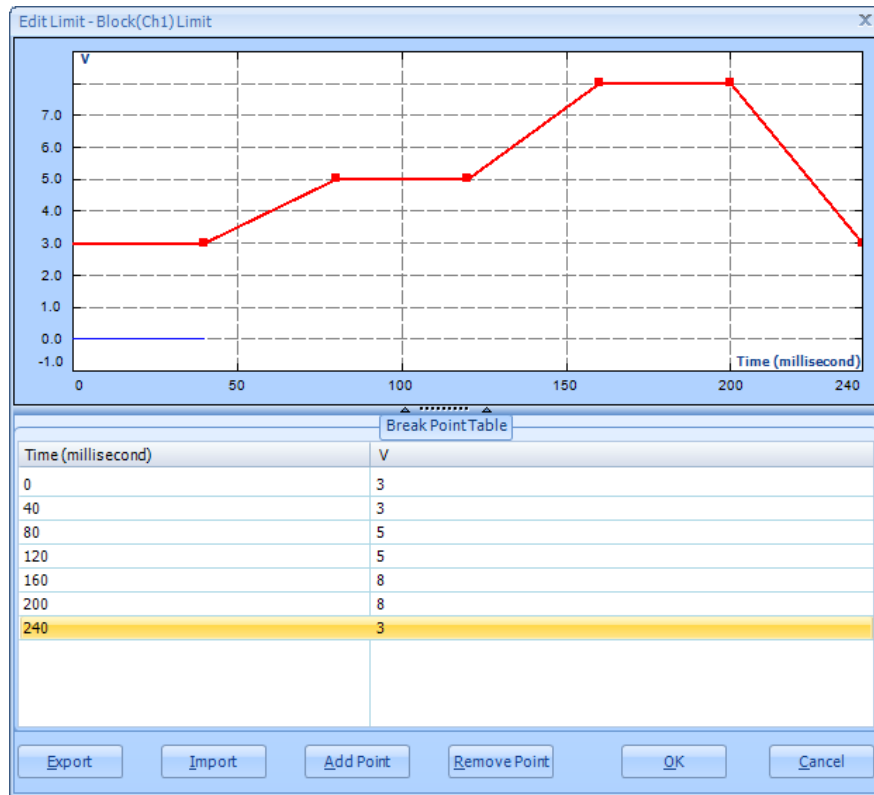 Edit Limit - Block(Ch1) Limit X
V
7.0
6.0
5.0
4.0
3.0
2.0
1.0
0.0
-1.0
Time (millisecond)
0 50 100 150 200 240
Break Point Table
Time (millisecond) V
0 3
40 3
80 5
120 5
160 8
200 8
240 3
Export Import Add Point Remove Point OK Cancel